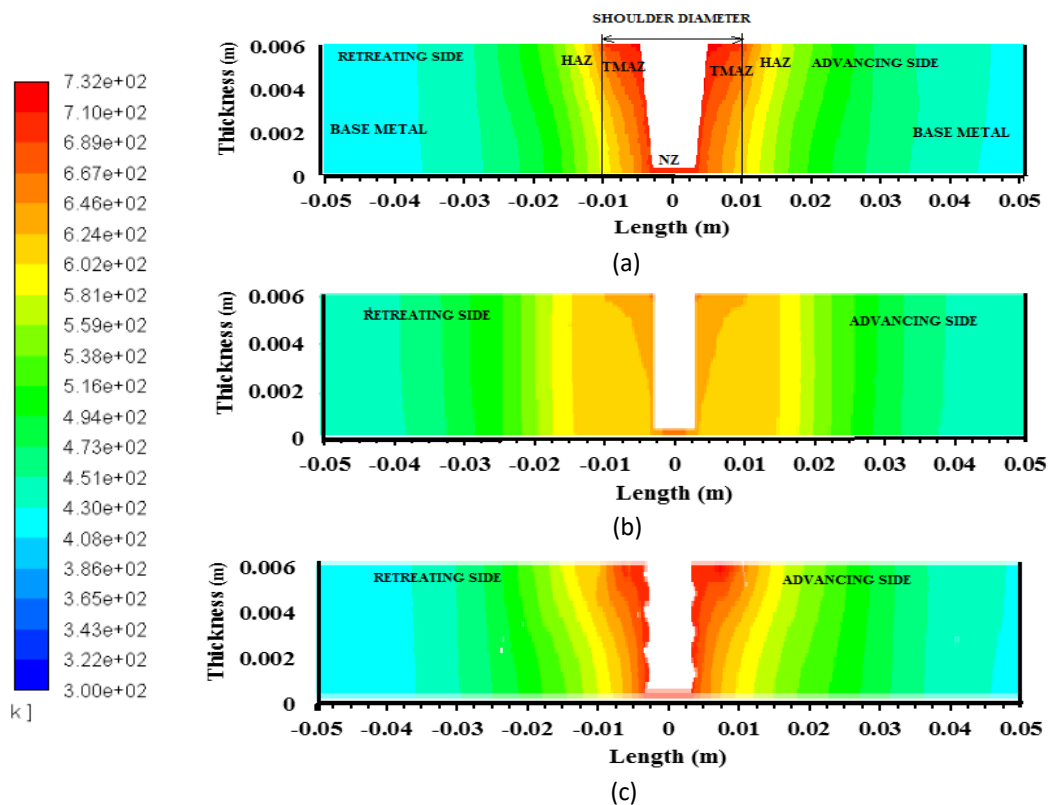 7.32e+02
7.10e+02
6.89e+02
6.67e+02
6.46e+02
6.24e+02
6.02e+02
5.81e+02
5.59e+02
5.38e+02
5.16e+02
4.94e+02
4.73e+02
4.51e+02
4.30e+02
4.08e+02
3.86e+02
3.65e+02
3.43e+02
3.22e+02
3.00e+02
k]
SHOULDER DIAMETER
Thickness (m)
0.006
0.004
0.002
0
RETREATING SIDE
HAZ
TMAZ
TMAZ
HAZ
ADVANCING SIDE
BASE METAL
NZ
BASE METAL
-0.05 -0.04 -0.03 -0.02 -0.01 0 0.01 0.02 0.03 0.04 0.05
Length (m)
(a)
Thickness (m)
0.006
0.004
0.002
0
RETREATING SIDE
ADVANCING SIDE
-0.05 -0.04 -0.03 -0.02 -0.01 0 0.01 0.02 0.03 0.04 0.05
Length (m)
(b)
Thickness (m)
0.006
0.004
0.002
0
RETREATING SIDE
ADVANCING SIDE
-0.05 -0.04 -0.03 -0.02 -0.01 0 0.01 0.02 0.03 0.04 0.05
Length (m)
(c)